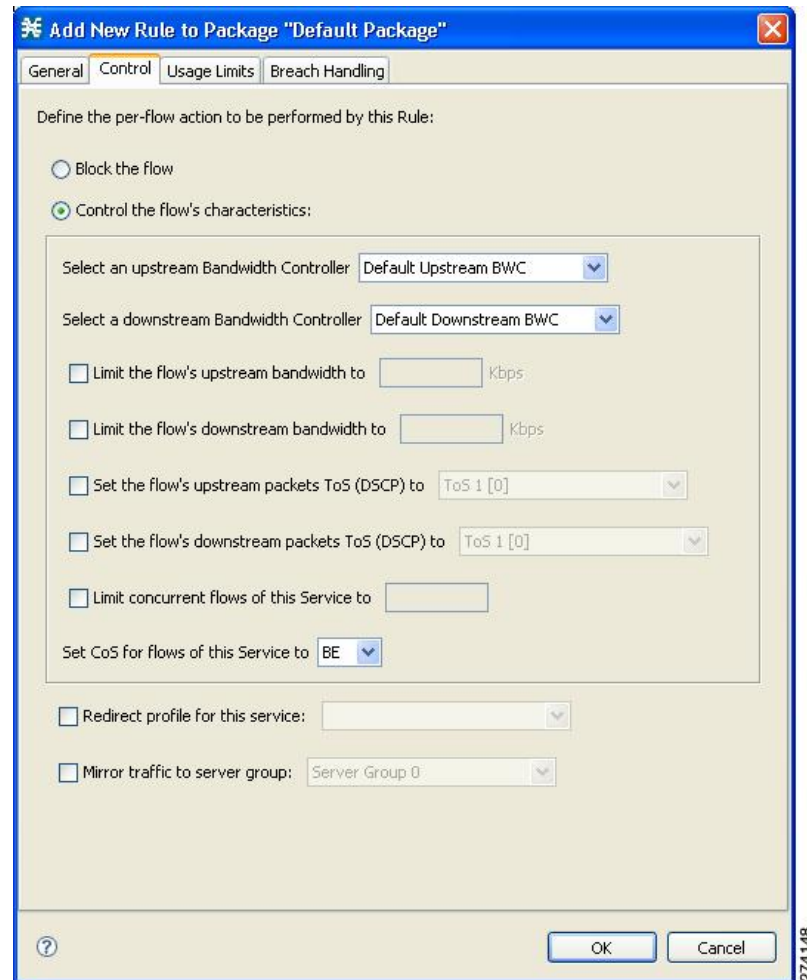 Add New Rule to Package "Default Package"
General Control Usage Limits Breach Handling
Define the per-flow action to be performed by this Rule:
Block the flow
Control the flow's characteristics:
Select an upstream Bandwidth Controller Default Upstream BWC
Select a downstream Bandwidth Controller Default Downstream BWC
Limit the flow's upstream bandwidth to Kbps
Limit the flow's downstream bandwidth to Kbps
Set the flow's upstream packets ToS (DSCP) to ToS 1 [0]
Set the flow's downstream packets ToS (DSCP) to ToS 1 [0]
Limit concurrent flows of this Service to
Set CoS for flows of this Service to BE
Redirect profile for this service:
Mirror traffic to server group: Server Group 0
? OK Cancel
274148